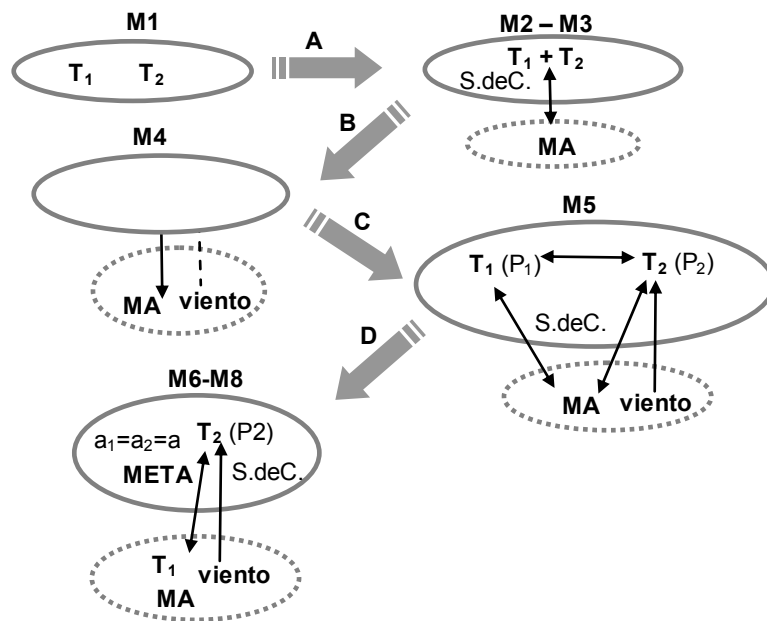 M1
T₁ T₂
A
M2 – M3
T₁ + T₂
S.deC.
MA
B
M4
MA viento
C
M5
T₁ (P₁) T₂ (P₂)
S.deC.
MA viento
D
M6-M8
a₁=a₂=a T₂ (P2)
META S.deC.
T₁ viento
MA